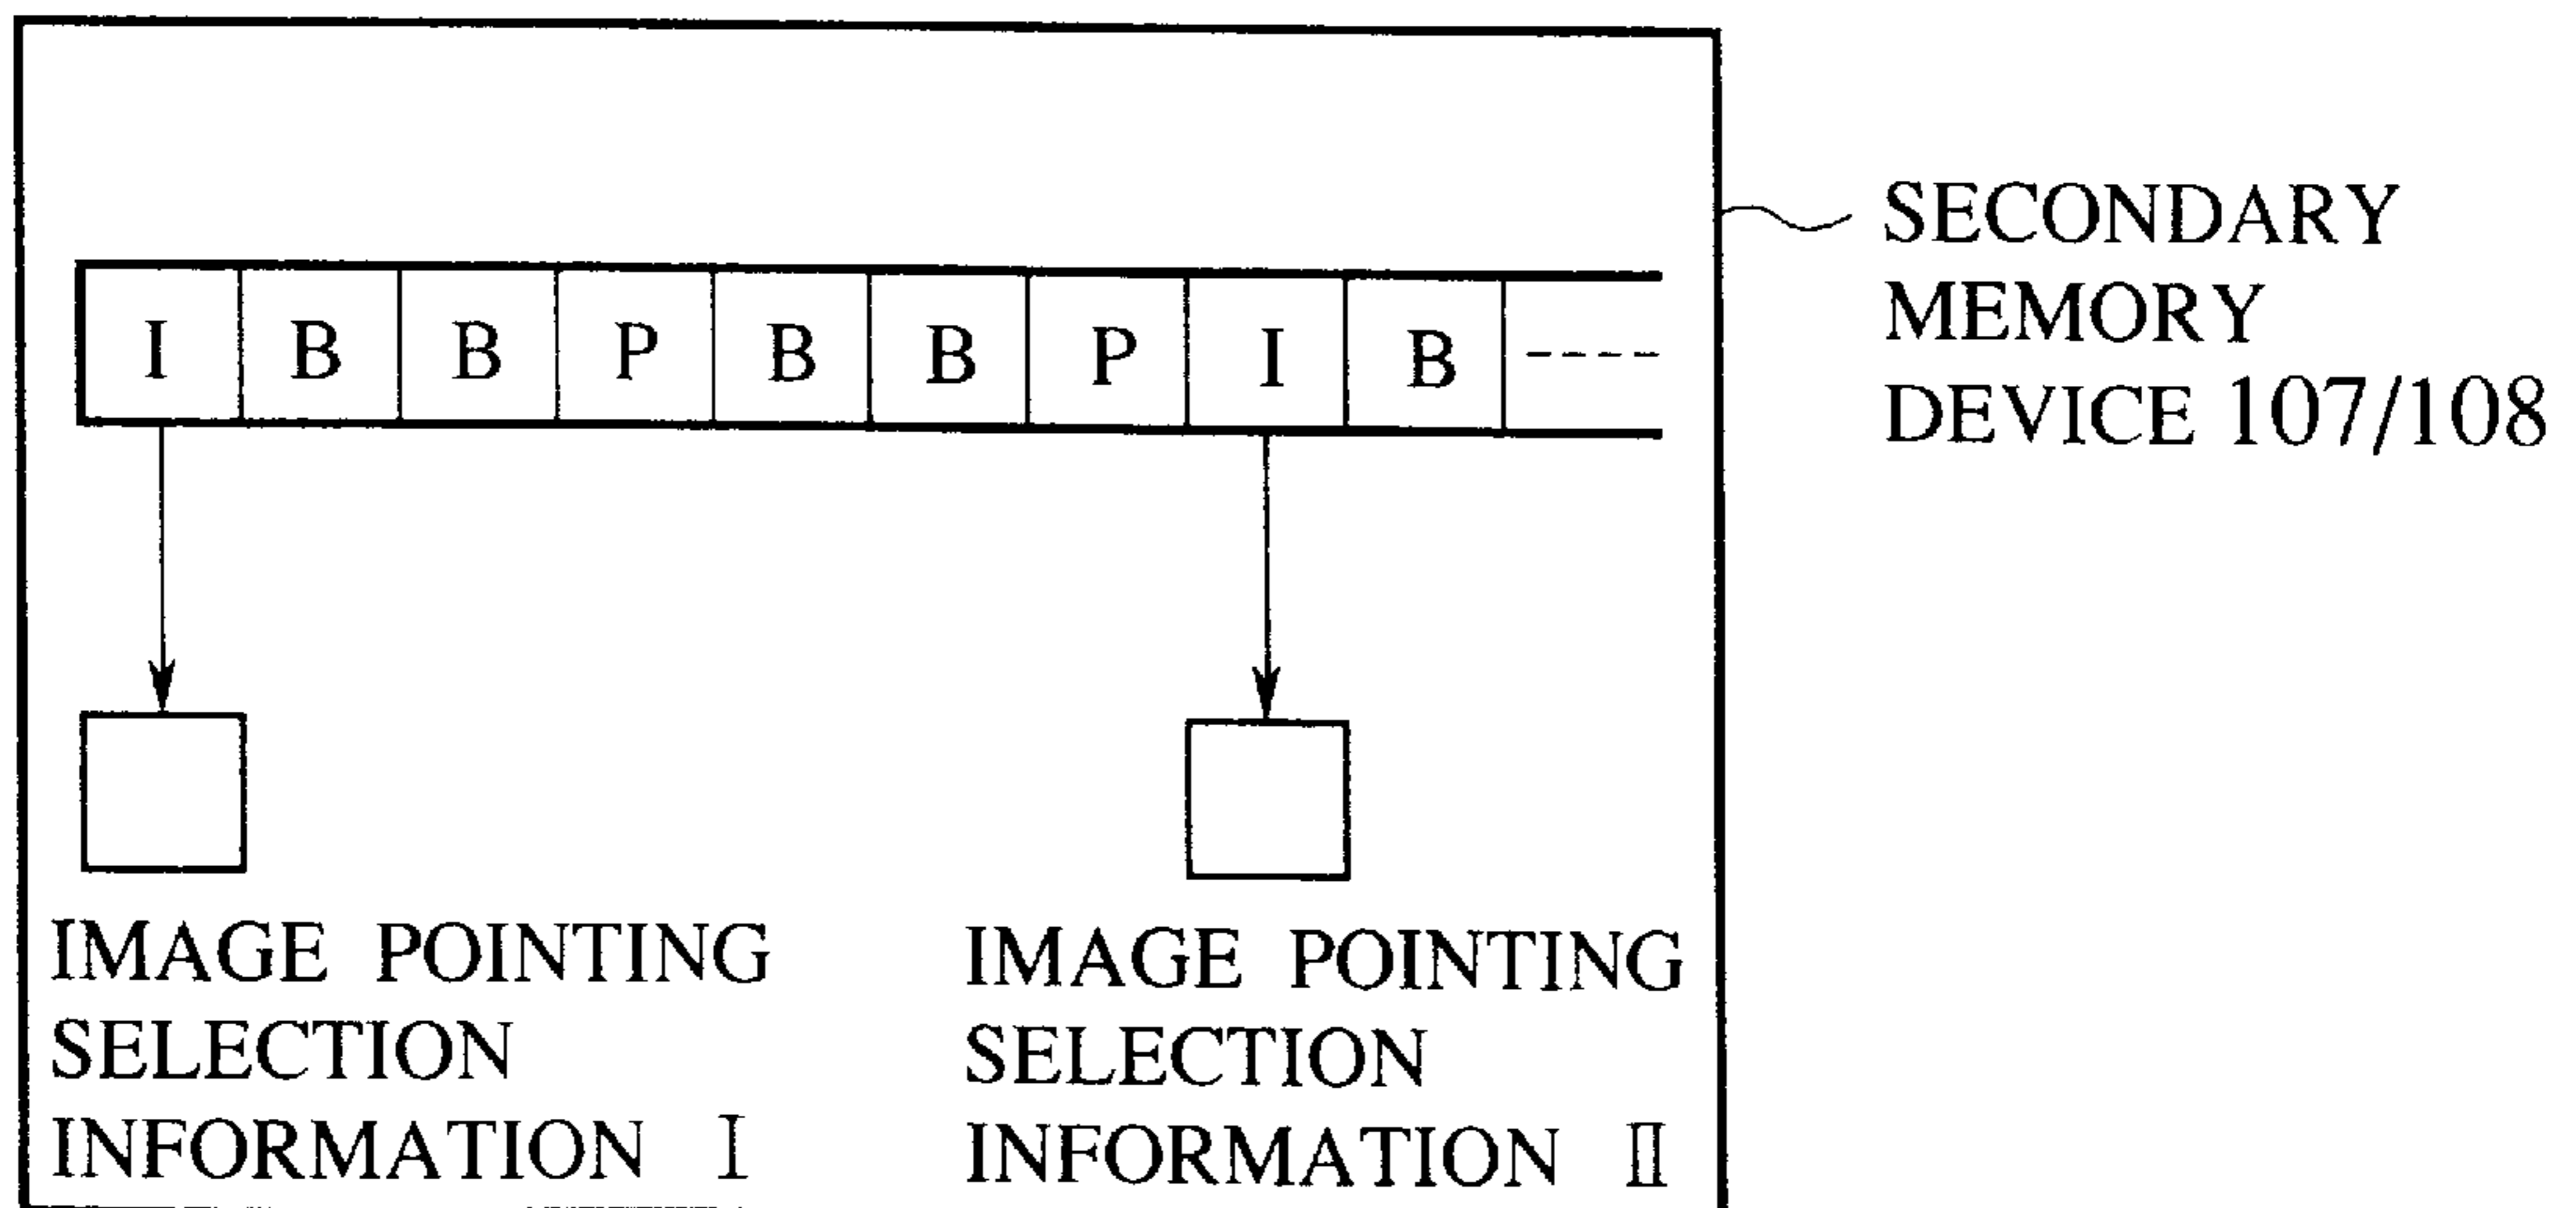 I B B P B B P I B
SECONDARY
MEMORY
DEVICE 107/108
IMAGE POINTING
SELECTION
INFORMATION I
IMAGE POINTING
SELECTION
INFORMATION II